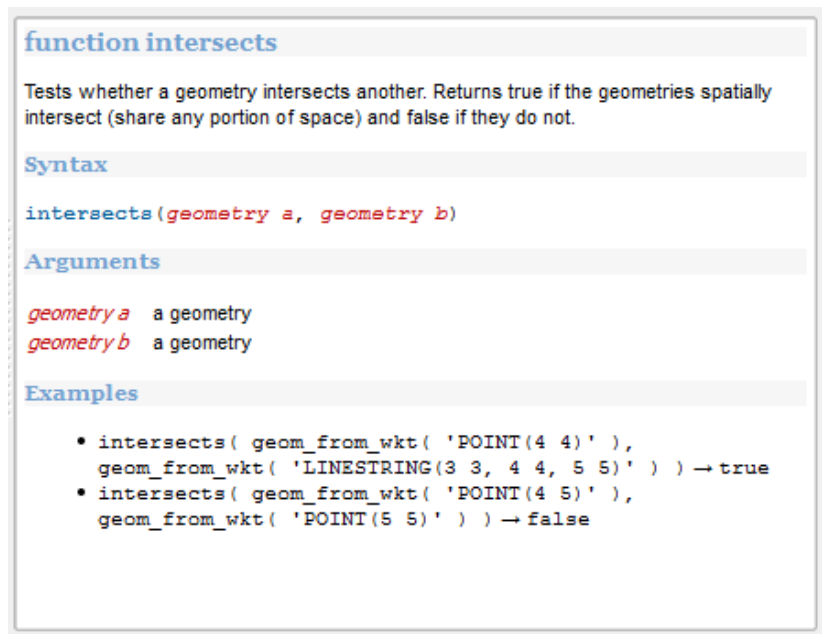 function intersects
Tests whether a geometry intersects another. Returns true if the geometries spatially
intersect (share any portion of space) and false if they do not.
Syntax
intersects(geometry a, geometry b)
Arguments
geometry a a geometry
geometry b a geometry
Examples
• intersects( geom_from_wkt( 'POINT(4 4)' ),
geom_from_wkt( 'LINESTRING(3 3, 4 4, 5 5)' ) ) → true
• intersects( geom_from_wkt( 'POINT(4 5)' ),
geom_from_wkt( 'POINT(5 5)' ) ) → false